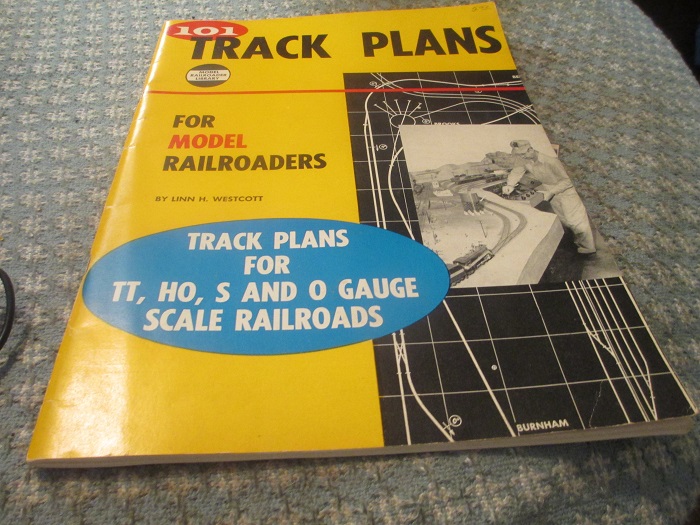 101
TRACK PLANS
MODEL
RAILROADER
LIBRARY
FOR
MODEL
RAILROADERS
BY LINN H. WESTCOTT
TRACK PLANS
FOR
TT, HO, S AND O GAUGE
SCALE RAILROADS
BURNHAM